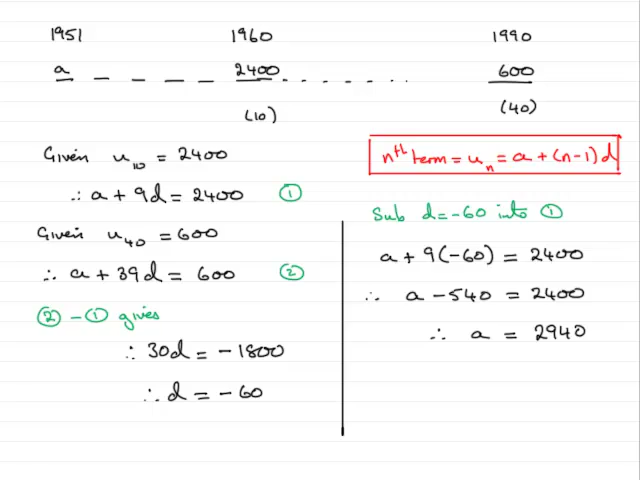 1951 1960 1990
a 2400 600
(10) (40)
Given u₁₀ = 2400
∴ a + 9d = 2400 ①
Given u₄₀ = 600
∴ a + 39d = 600 ②
② - ① gives
∴ 30d = - 1800
∴ d = - 60
nᵗʰ term = uₙ = a + (n-1)d
Sub d = -60 into ①
a + 9(-60) = 2400
∴ a - 540 = 2400
∴ a = 2940